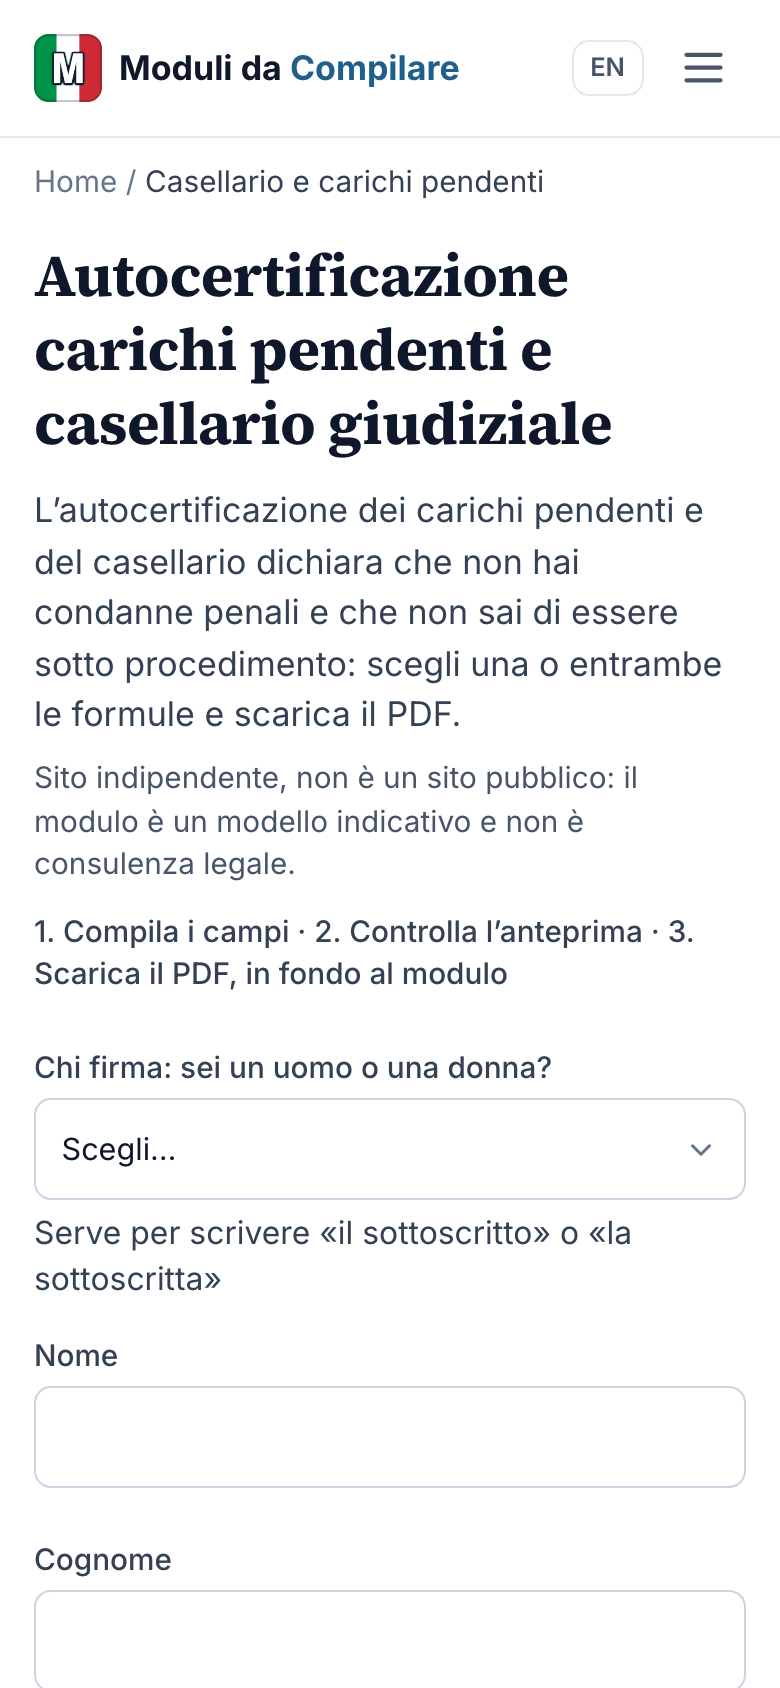 M Moduli da Compilare EN
Home / Casellario e carichi pendenti
Autocertificazione
carichi pendenti e
casellario giudiziale
L’autocertificazione dei carichi pendenti e
del casellario dichiara che non hai
condanne penali e che non sai di essere
sotto procedimento: scegli una o entrambe
le formule e scarica il PDF.
Sito indipendente, non è un sito pubblico: il
modulo è un modello indicativo e non è
consulenza legale.
1. Compila i campi · 2. Controlla l’anteprima · 3.
Scarica il PDF, in fondo al modulo
Chi firma: sei un uomo o una donna?
Scegli...
Serve per scrivere «il sottoscritto» o «la
sottoscritta»
Nome
Cognome